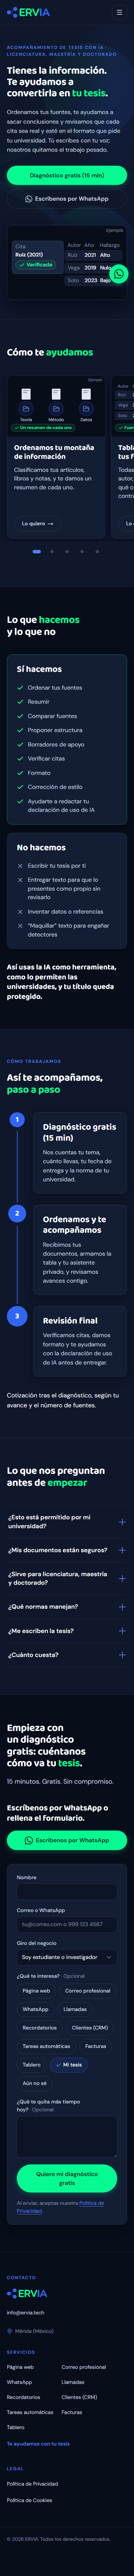 ERVIA
ACOMPAÑAMIENTO DE TESIS CON IA ·
LICENCIATURA, MAESTRÍA Y DOCTORADO
Tienes la información.
Te ayudamos a
convertirla en tu tesis.
Ordenamos tus fuentes, te ayudamos a
comparar autores, verificamos que cada
cita sea real y esté en el formato que pide
tu universidad. Tú escribes con tu voz;
nosotros quitamos el trabajo pesado.
Diagnóstico gratis (15 min)
Escríbenos por WhatsApp
Ejemplo
Cita
Ruiz (2021)
Verificada
Autor Año Hallazgo
Ruiz 2021 Alto
Vega 2019 Nulo
Soto 2023 Bajo
Cómo te ayudamos
Ejemplo
Teoría Método Datos
Un resumen de cada uno
Ordenamos tu montaña
de información
Clasificamos tus artículos,
libros y notas, y te damos un
resumen de cada uno.
Lo quiero →
Lo que hacemos
y lo que no
Sí hacemos
Ordenar tus fuentes
Resumir
Comparar fuentes
Proponer estructura
Borradores de apoyo
Verificar citas
Formato
Corrección de estilo
Ayudarte a redactar tu
declaración de uso de IA
No hacemos
Escribir tu tesis por ti
Entregar texto para que lo
presentes como propio sin
revisarlo
Inventar datos o referencias
"Maquillar" texto para engañar
detectores
Así usas la IA como herramienta,
como lo permiten las
universidades, y tu título queda
protegido.
CÓMO TRABAJAMOS
Así te acompañamos,
paso a paso
1
Diagnóstico gratis
(15 min)
Nos cuentas tu tema,
cuánto llevas, tu fecha de
entrega y la norma de tu
universidad.
2
Ordenamos y te
acompañamos
Recibimos tus
documentos, armamos la
tabla y tu asistente
privado, y revisamos
avances contigo.
3
Revisión final
Verificamos citas, damos
formato y te ayudamos
con la declaración de uso
de IA antes de entregar.
Cotización tras el diagnóstico, según tu
avance y el número de fuentes.
Lo que nos preguntan
antes de empezar
¿Esto está permitido por mi
universidad?
¿Mis documentos están seguros?
¿Sirve para licenciatura, maestría
y doctorado?
¿Qué normas manejan?
¿Me escriben la tesis?
¿Cuánto cuesta?
Empieza con
un diagnóstico
gratis: cuéntanos
cómo va tu tesis.
15 minutos. Gratis. Sin compromiso.
Escríbenos por WhatsApp o
rellena el formulario.
Escríbenos por WhatsApp
Nombre
Correo o WhatsApp
tu@correo.com o 999 123 4567
Giro del negocio
Soy estudiante o investigador
¿Qué te interesa? Opcional
Página web Correo profesional
WhatsApp Llamadas
Recordatorios Clientes (CRM)
Tareas automáticas Facturas
Tablero Mi tesis
Aún no sé
¿Qué te quita más tiempo
hoy? Opcional
Quiero mi diagnóstico
gratis
Al enviar, aceptas nuestra Política de
Privacidad.
CONTACTO
ERVIA
info@ervia.tech
Mérida (México)
SERVICIOS
Página web Correo profesional
WhatsApp Llamadas
Recordatorios Clientes (CRM)
Tareas automáticas Facturas
Tablero
Te ayudamos con tu tesis
LEGAL
Política de Privacidad
Política de Cookies
© 2026 ERVIA. Todos los derechos reservados.